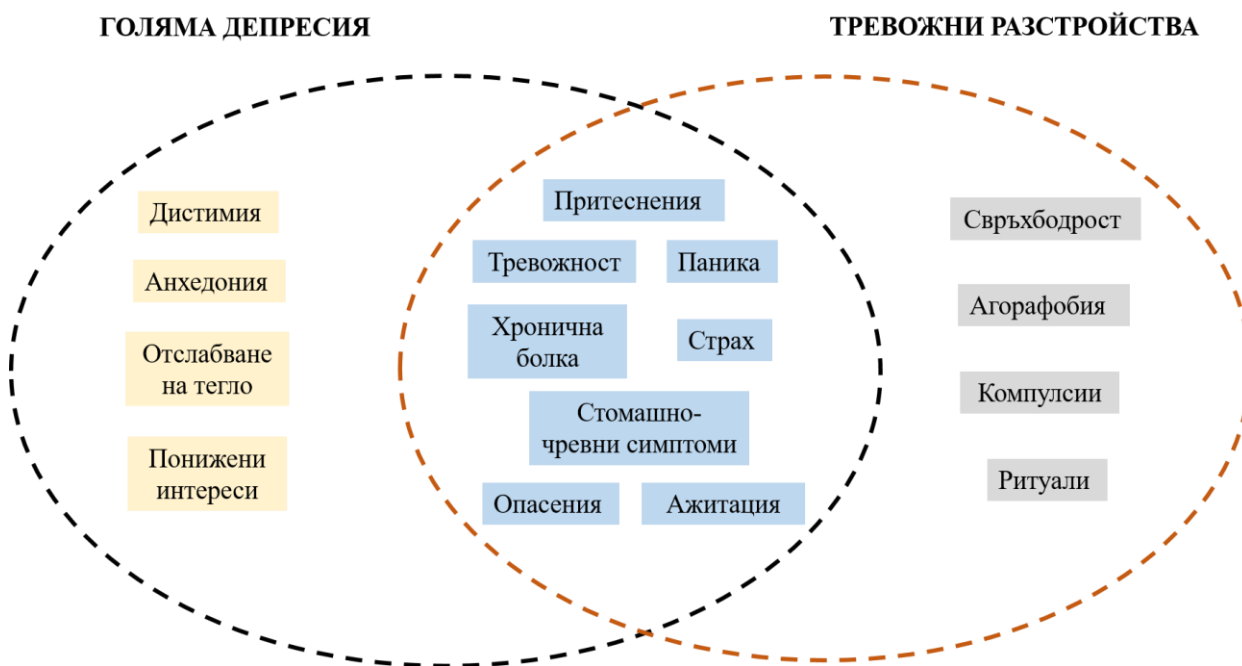 ГОЛЯМА ДЕПРЕСИЯ
ТРЕВОЖНИ РАЗСТРОЙСТВА
Дистимия
Анхедония
Отслабване
на тегло
Понижени
интереси
Притеснения
Тревожност
Паника
Хронична
болка
Страх
Стомашно-
чревни симптоми
Опасения
Ажитация
Свръхбодрост
Агорафобия
Компулсии
Ритуали